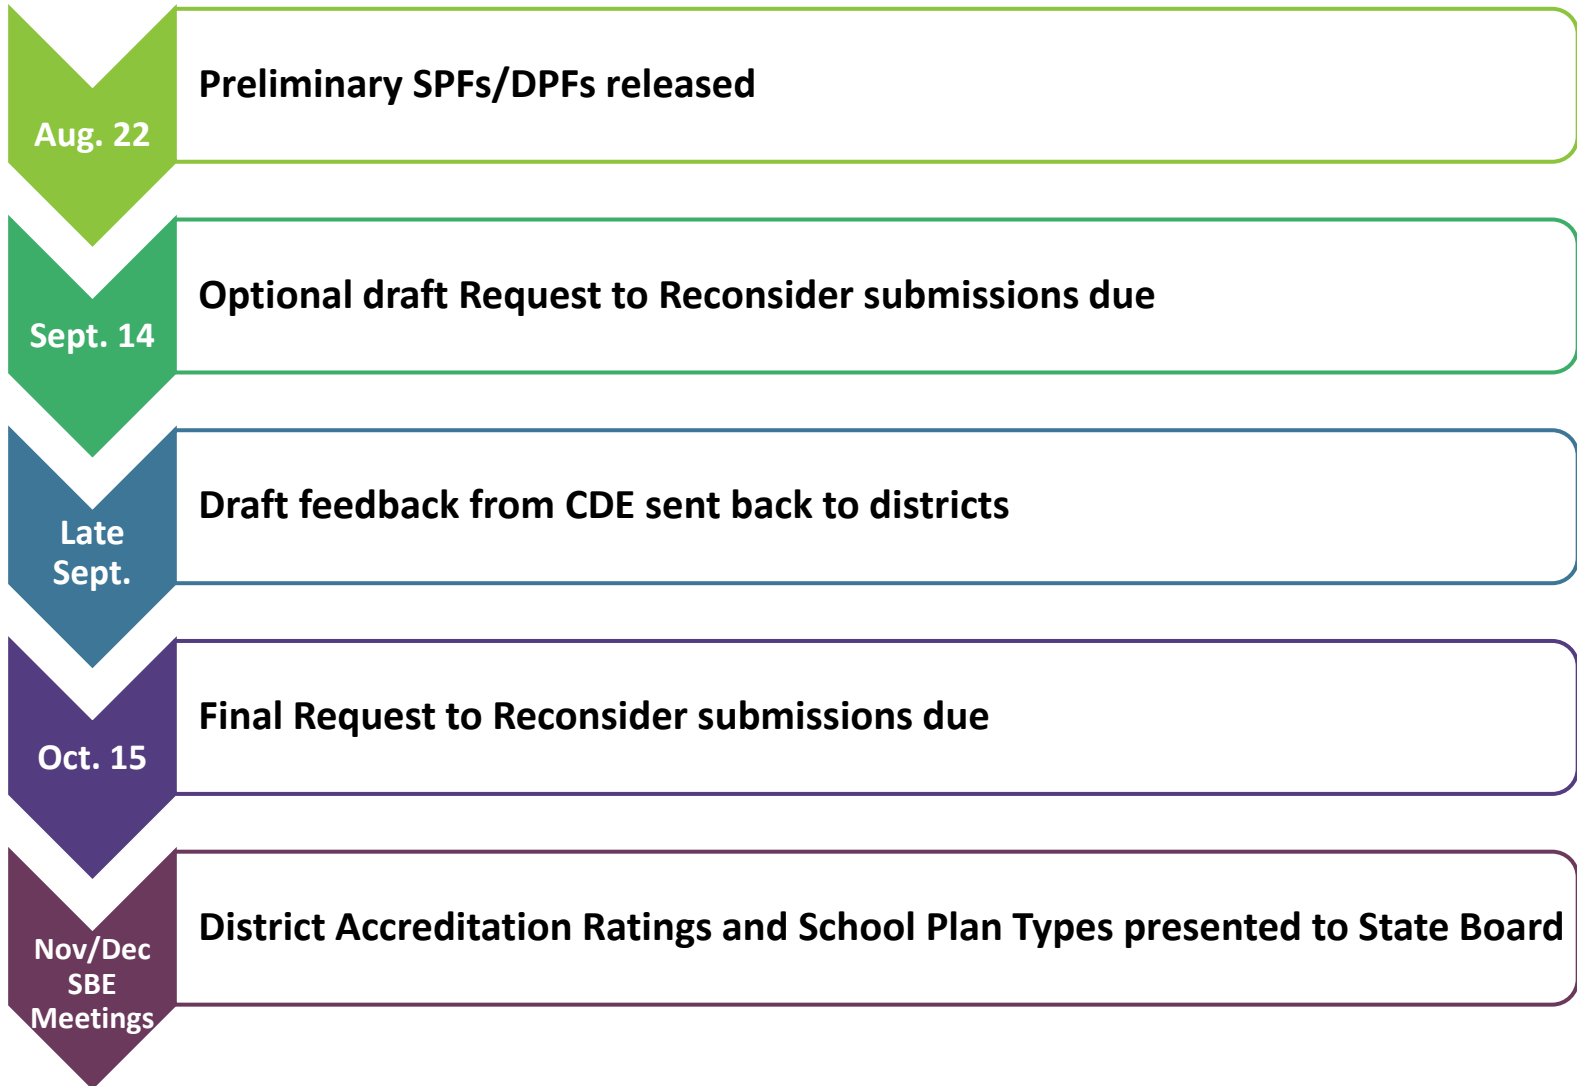 Aug. 22
Preliminary SPFs/DPFs released
Sept. 14
Optional draft Request to Reconsider submissions due
Late
Sept.
Draft feedback from CDE sent back to districts
Oct. 15
Final Request to Reconsider submissions due
Nov/Dec
SBE
Meetings
District Accreditation Ratings and School Plan Types presented to State Board